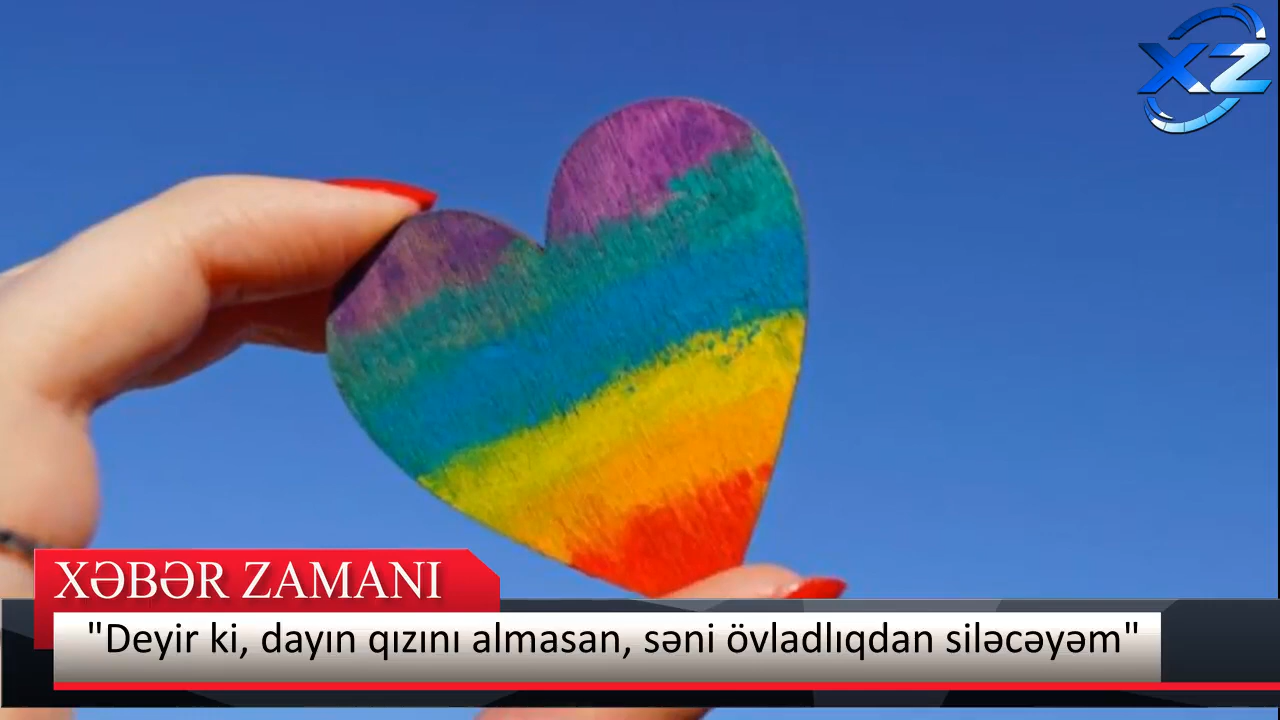 XZ
XƏBƏR ZAMANI
"Deyir ki, dayın qızını almasan, səni övladlıqdan siləcəyəm"